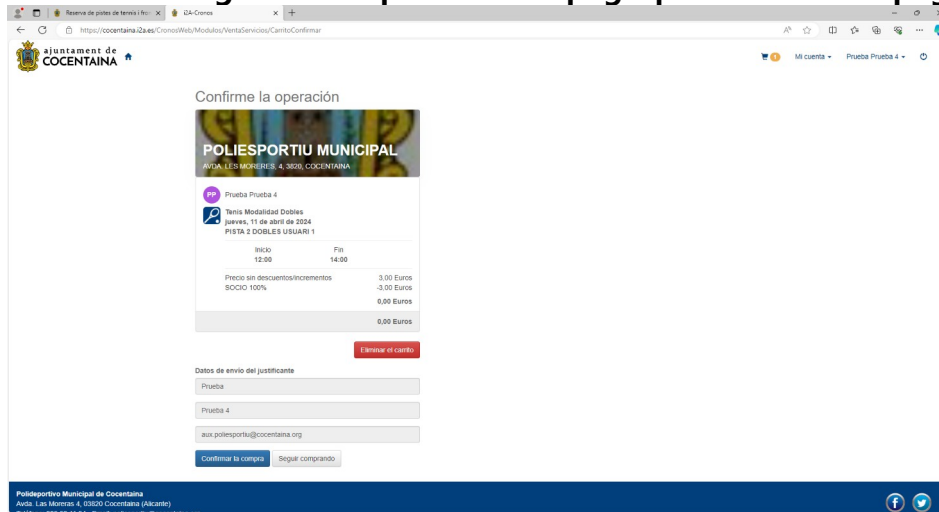 Reserva de pistes de tennis i fron
i2A-Cronos
https://cocentaina.i2a.es/CronosWeb/Modulos/VentaServicios/CarritoConfirmar
ajuntament de
COCENTAINA
1
Mi cuenta
Prueba Prueba 4
Confirme la operación
POLIESPORTIU MUNICIPAL
AVDA. LES MORERES, 4, 3820, COCENTAINA
PP Prueba Prueba 4
Tenis Modalidad Dobles
jueves, 11 de abril de 2024
PISTA 2 DOBLES USUARI 1
Inicio Fin
12:00 14:00
Precio sin descuentos/incrementos 3,00 Euros
SOCIO 100% -3,00 Euros
0,00 Euros
0,00 Euros
Eliminar el carrito
Datos de envío del justificante
Prueba
Prueba 4
aux.poliesportiu@cocentaina.org
Confirmar la compra Seguir comprando
Polideportivo Municipal de Cocentaina
Avda. Las Moreras 4, 03820 Cocentaina (Alicante)